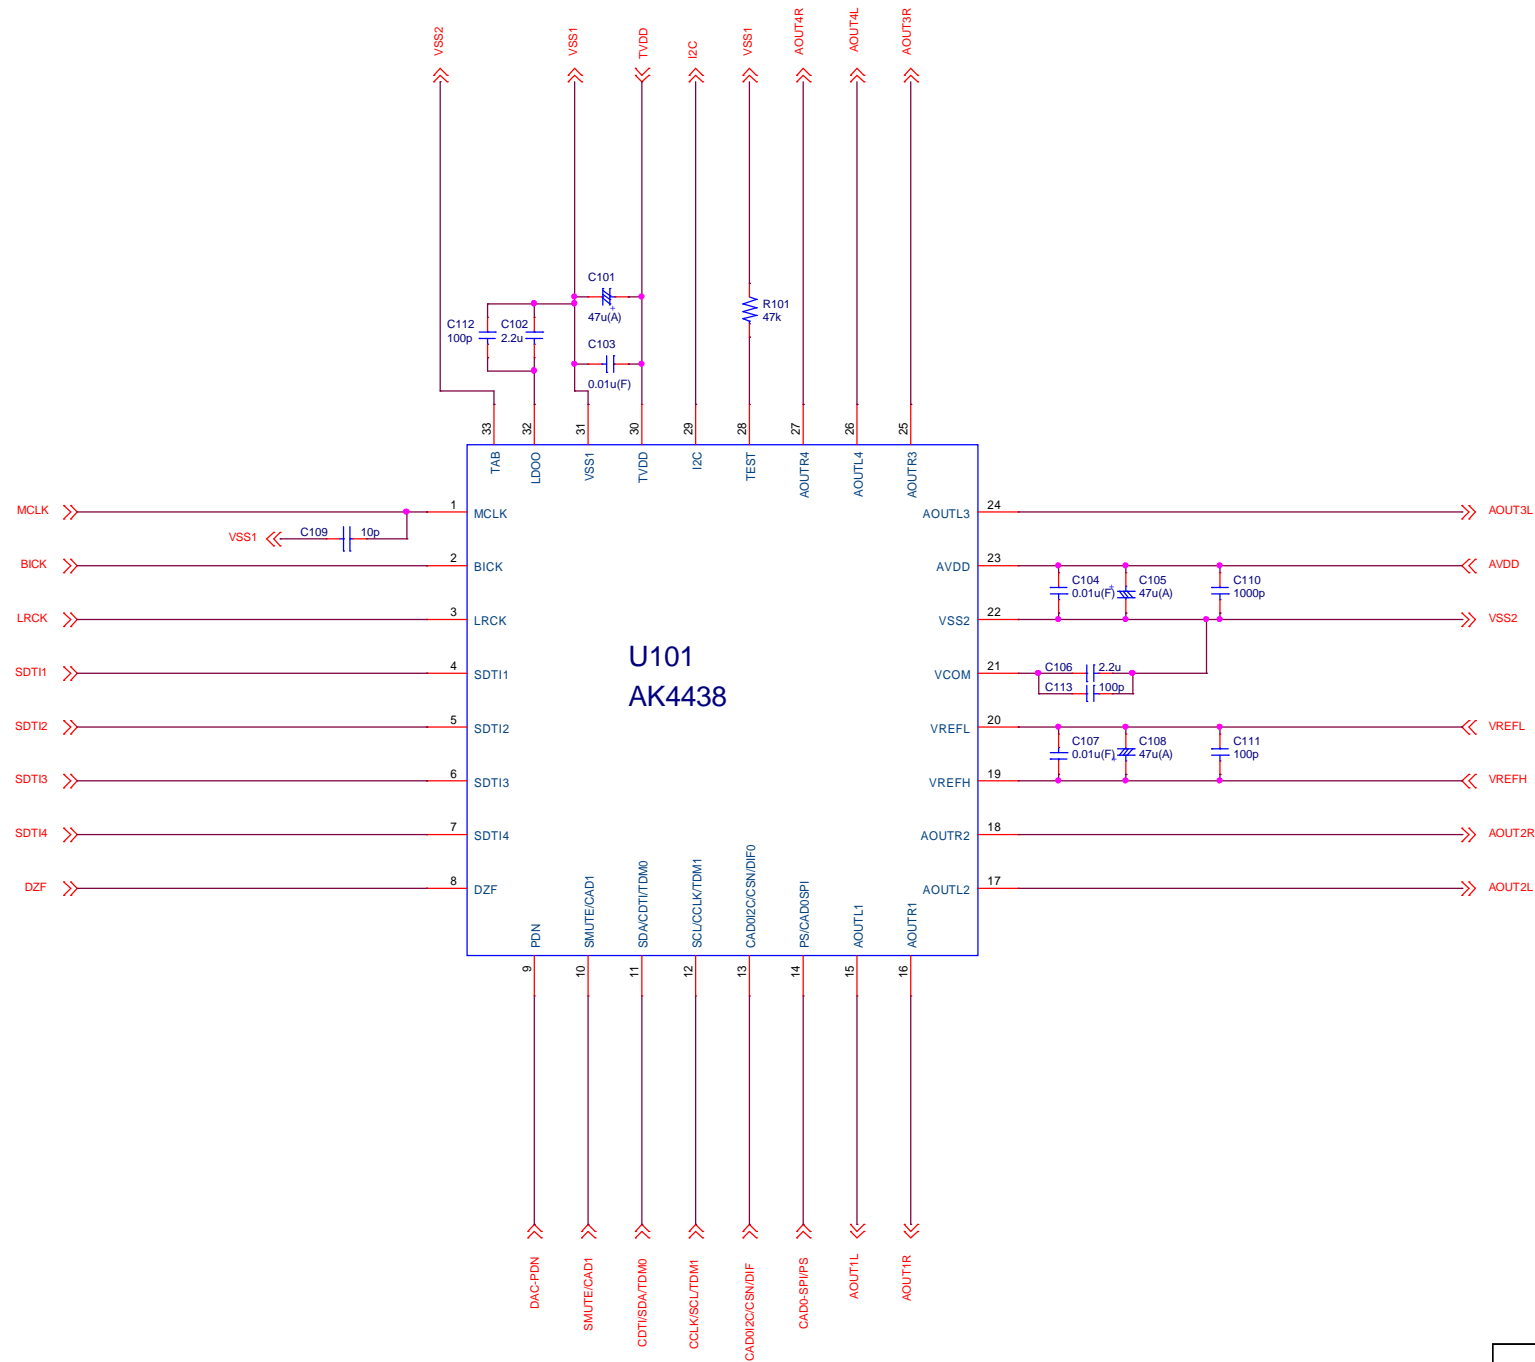 VSS2
VSS1
TVDD
I2C
VSS1
AOUT4R
AOUT4L
AOUT3R
C101
47u(A)
+
C112
100p
C102
2.2u
C103
0.01u(F)
R101
47k
33
32
31
30
29
28
27
26
25
TAB
LDOO
VSS1
TVDD
I2C
TEST
AOUTR4
AOUTL4
AOUTR3
MCLK
1
MCLK
VSS1
C109
10p
BICK
2
BICK
LRCK
3
LRCK
SDTI1
4
SDTI1
SDTI2
5
SDTI2
SDTI3
6
SDTI3
SDTI4
7
SDTI4
DZF
8
DZF
U101
AK4438
AOUTL3
24
AOUT3L
AVDD
23
AVDD
C104
0.01u(F)
+
C105
47u(A)
C110
1000p
VSS2
22
VSS2
VCOM
21
C106
2.2u
C113
100p
VREFL
20
VREFL
C107
0.01u(F)
+
C108
47u(A)
C111
100p
VREFH
19
VREFH
AOUTR2
18
AOUT2R
AOUTL2
17
AOUT2L
PDN
SMUTE/CAD1
SDA/CDTI/TDM0
SCL/CCLK/TDM1
CAD0I2C/CSN/DIF0
PS/CAD0SPI
AOUTL1
AOUTR1
9
10
11
12
13
14
15
16
DAC-PDN
SMUTE/CAD1
CDTI/SDA/TDM0
CCLK/SCL/TDM1
CAD0I2C/CSN/DIF
CAD0-SPI/PS
AOUT1L
AOUT1R